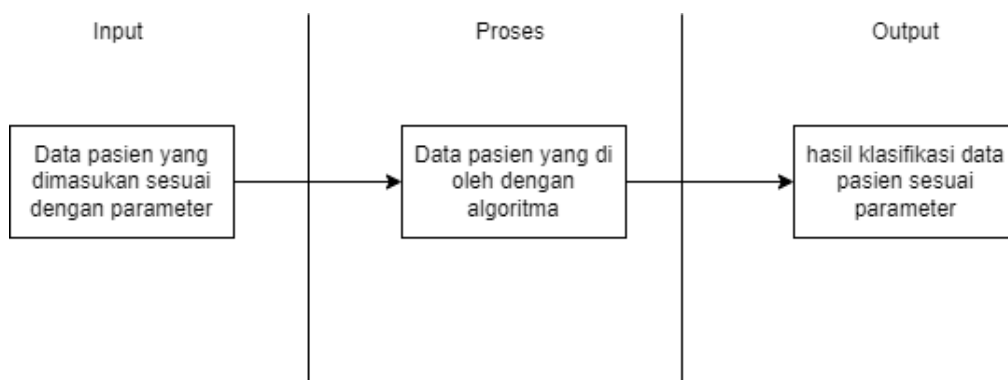 Input
Proses
Output
Data pasien yang
dimasukan sesuai
dengan parameter
Data pasien yang di
oleh dengan
algoritma
hasil klasifikasi data
pasien sesuai
parameter